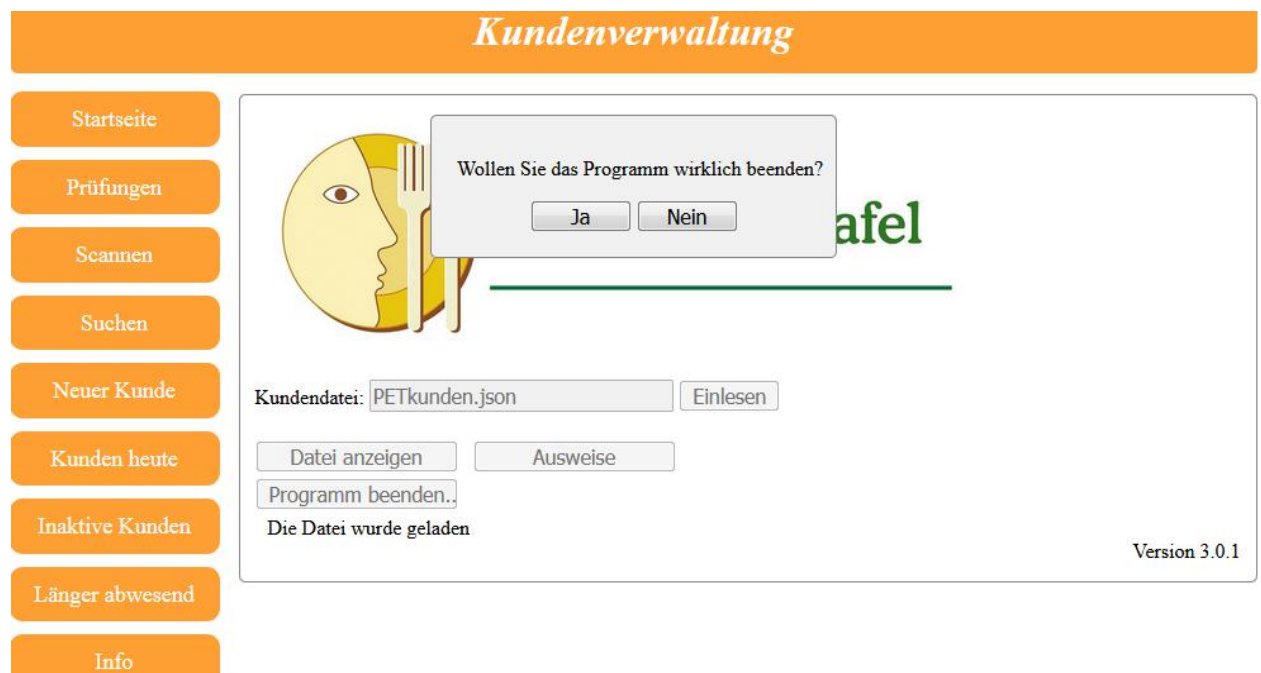 Kundenverwaltung
Startseite
Prüfungen
Scannen
Suchen
Neuer Kunde
Kunden heute
Inaktive Kunden
Länger abwesend
Info
Wollen Sie das Programm wirklich beenden?
Ja Nein
afel
Kundendatei: PETkunden.json Einlesen
Datei anzeigen Ausweise
Programm beenden..
Die Datei wurde geladen
Version 3.0.1